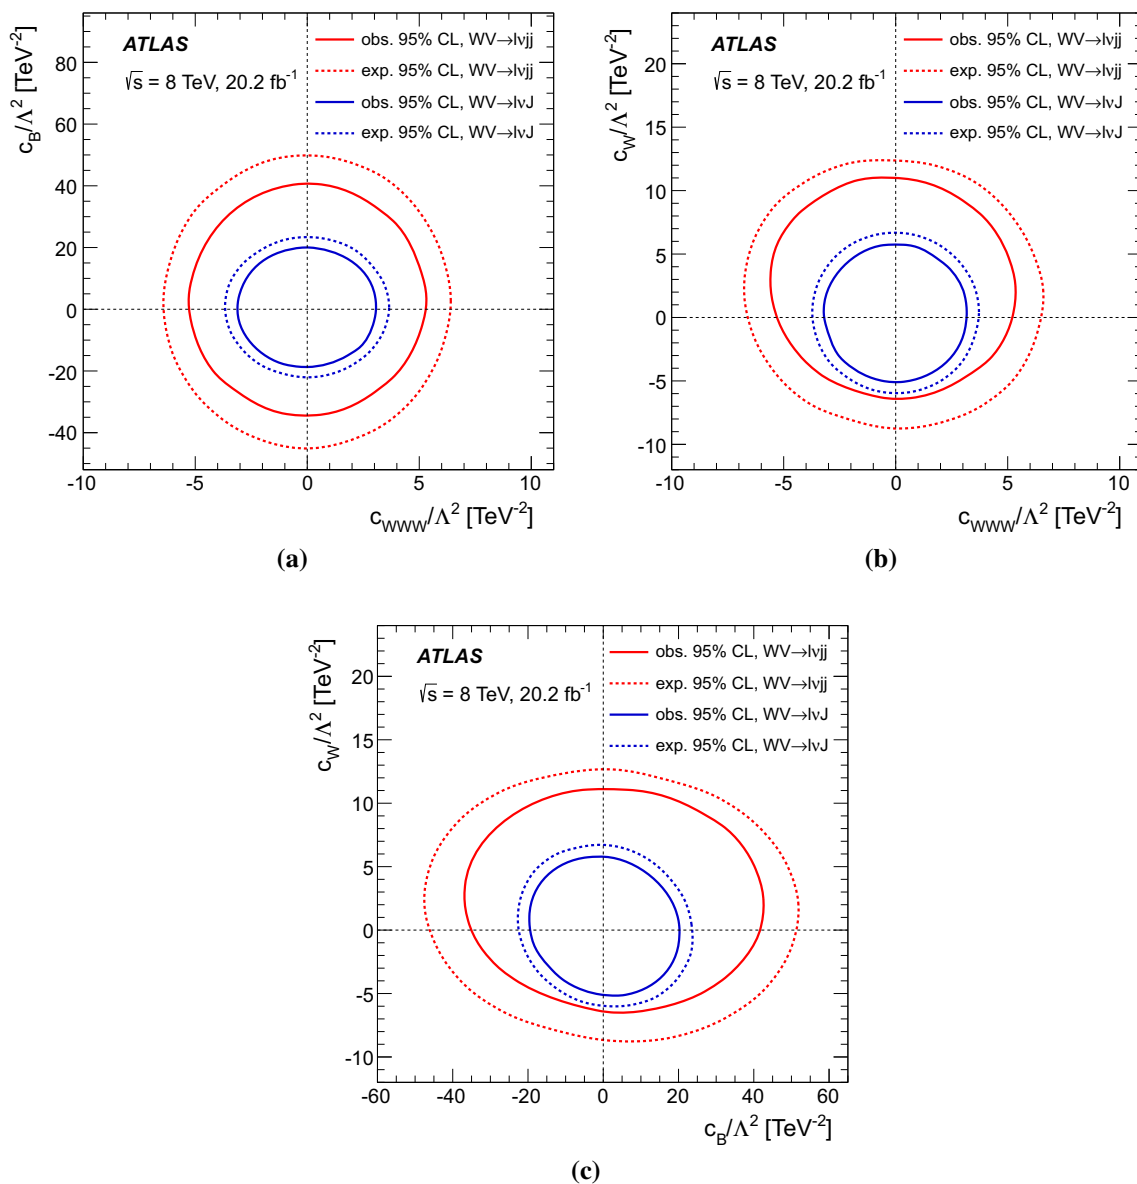 c_B/Λ² [TeV⁻²]
ATLAS
√s = 8 TeV, 20.2 fb⁻¹
obs. 95% CL, WV→lνjj
exp. 95% CL, WV→lνjj
obs. 95% CL, WV→lνJ
exp. 95% CL, WV→lνJ
80
60
40
20
0
-20
-40
-10 -5 0 5 10
c_WWW/Λ² [TeV⁻²]
(a)
c_W/Λ² [TeV⁻²]
ATLAS
√s = 8 TeV, 20.2 fb⁻¹
obs. 95% CL, WV→lνjj
exp. 95% CL, WV→lνjj
obs. 95% CL, WV→lνJ
exp. 95% CL, WV→lνJ
20
15
10
5
0
-5
-10
-10 -5 0 5 10
c_WWW/Λ² [TeV⁻²]
(b)
c_W/Λ² [TeV⁻²]
ATLAS
√s = 8 TeV, 20.2 fb⁻¹
obs. 95% CL, WV→lνjj
exp. 95% CL, WV→lνjj
obs. 95% CL, WV→lνJ
exp. 95% CL, WV→lνJ
20
15
10
5
0
-5
-10
-60 -40 -20 0 20 40 60
c_B/Λ² [TeV⁻²]
(c)